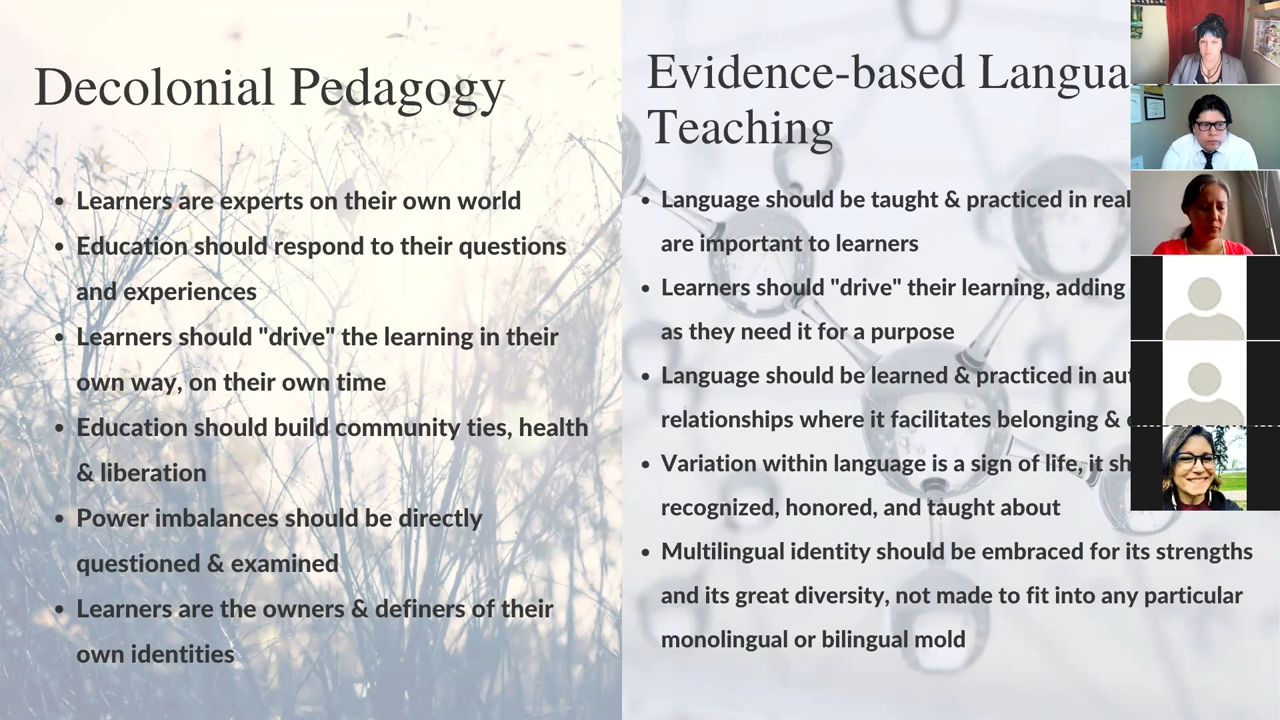 Decolonial Pedagogy
• Learners are experts on their own world
• Education should respond to their questions
and experiences
• Learners should "drive" the learning in their
own way, on their own time
• Education should build community ties, health
& liberation
• Power imbalances should be directly
questioned & examined
• Learners are the owners & definers of their
own identities
Evidence-based
Teaching
• Language should be taught & practiced in real
are important to learners
• Learners should "drive" their learning, adding
as they need it for a purpose
• Language should be learned & practiced in
relationships where it facilitates belonging &
• Variation within language is a sign of life, it
recognized, honored, and taught about
• Multilingual identity should be embraced for its strengths
and its great diversity, not made to fit into any particular
monolingual or bilingual mold